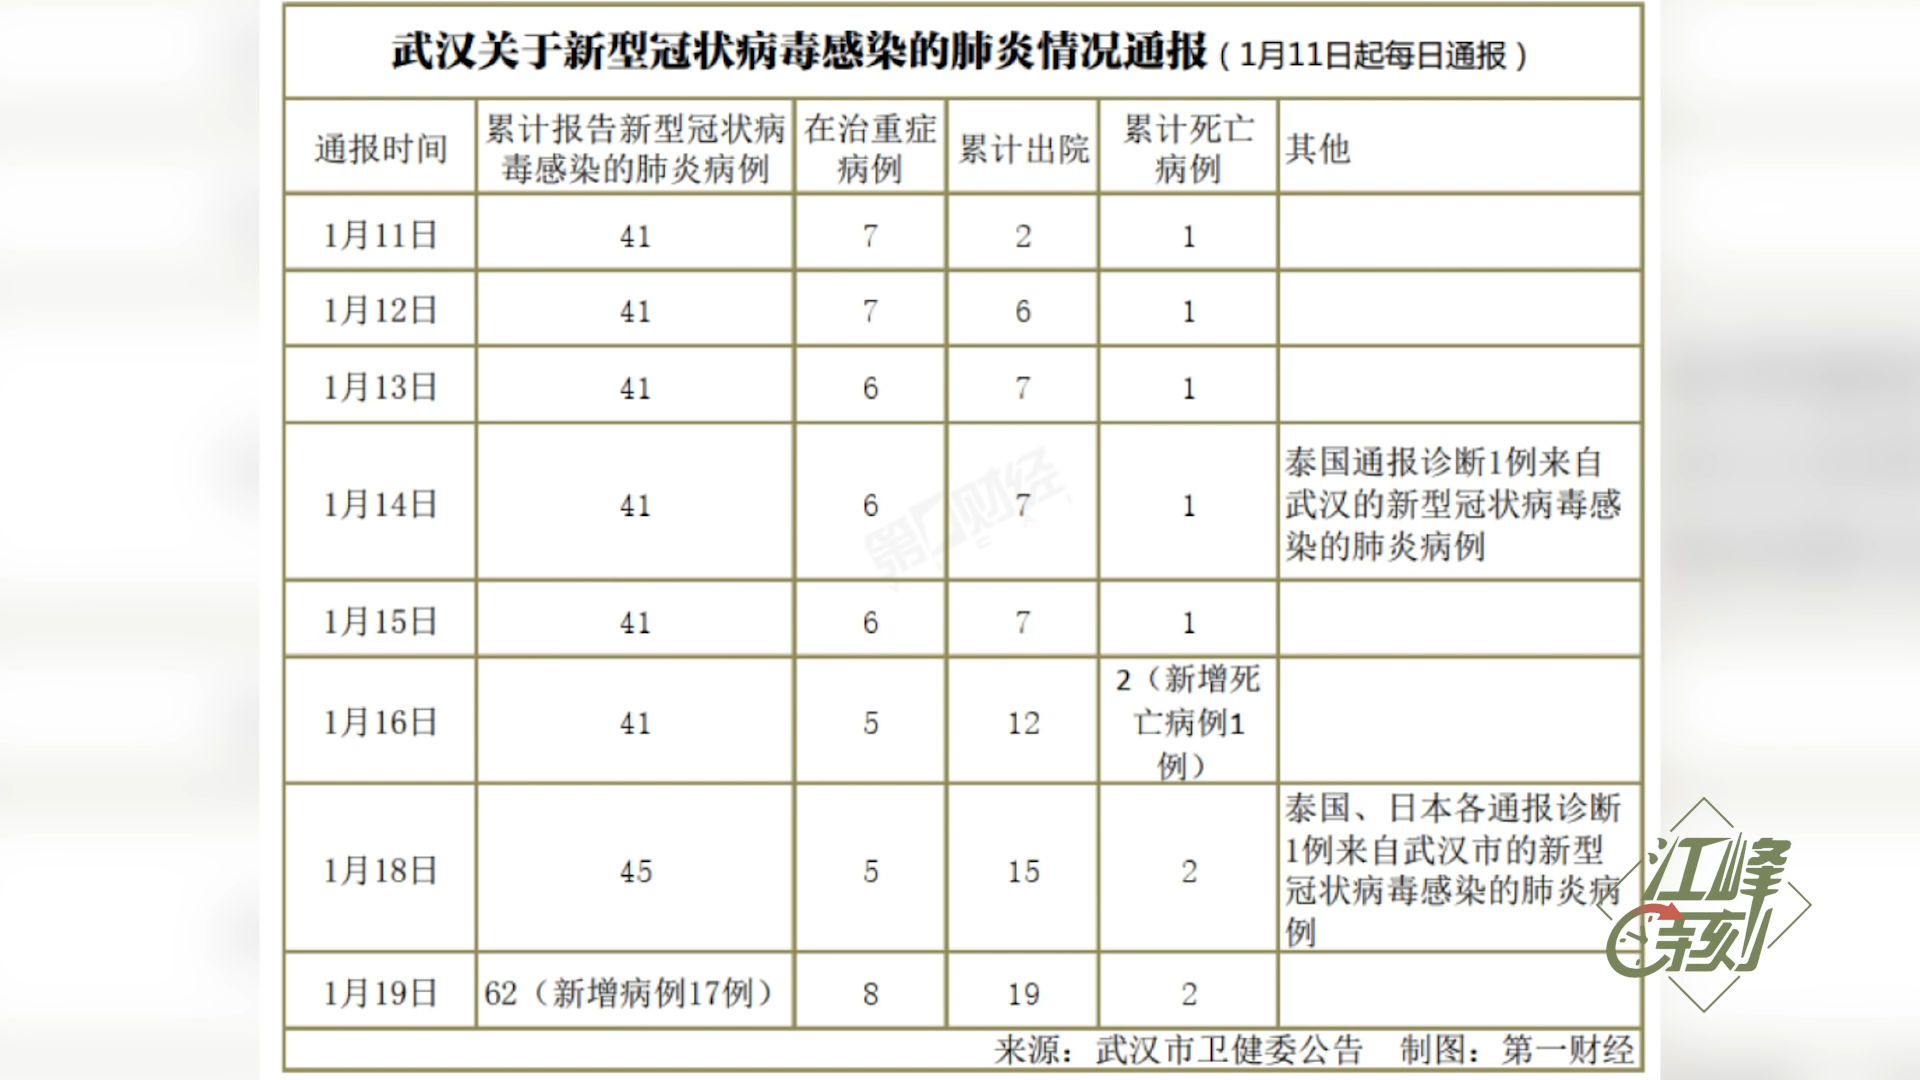 武汉关于新型冠状病毒感染的肺炎情况通报（1月11日起每日通报）
通报时间 累计报告新型冠状病毒感染的肺炎病例 在治重症病例 累计出院 累计死亡病例 其他
1月11日 41 7 2 1
1月12日 41 7 6 1
1月13日 41 6 7 1
1月14日 41 6 7 1 泰国通报诊断1例来自
武汉的新型冠状病毒感
染的肺炎病例
1月15日 41 6 7 1
1月16日 41 5 12 2（新增死
亡病例1
例）
1月18日 45 5 15 2 泰国、日本各通报诊断
1例来自武汉市的新型
冠状病毒感染的肺炎病
例
1月19日 62（新增病例17例） 8 19 2
来源：武汉市卫健委公告 制图：第一财经
第一财经
江峰
时刻